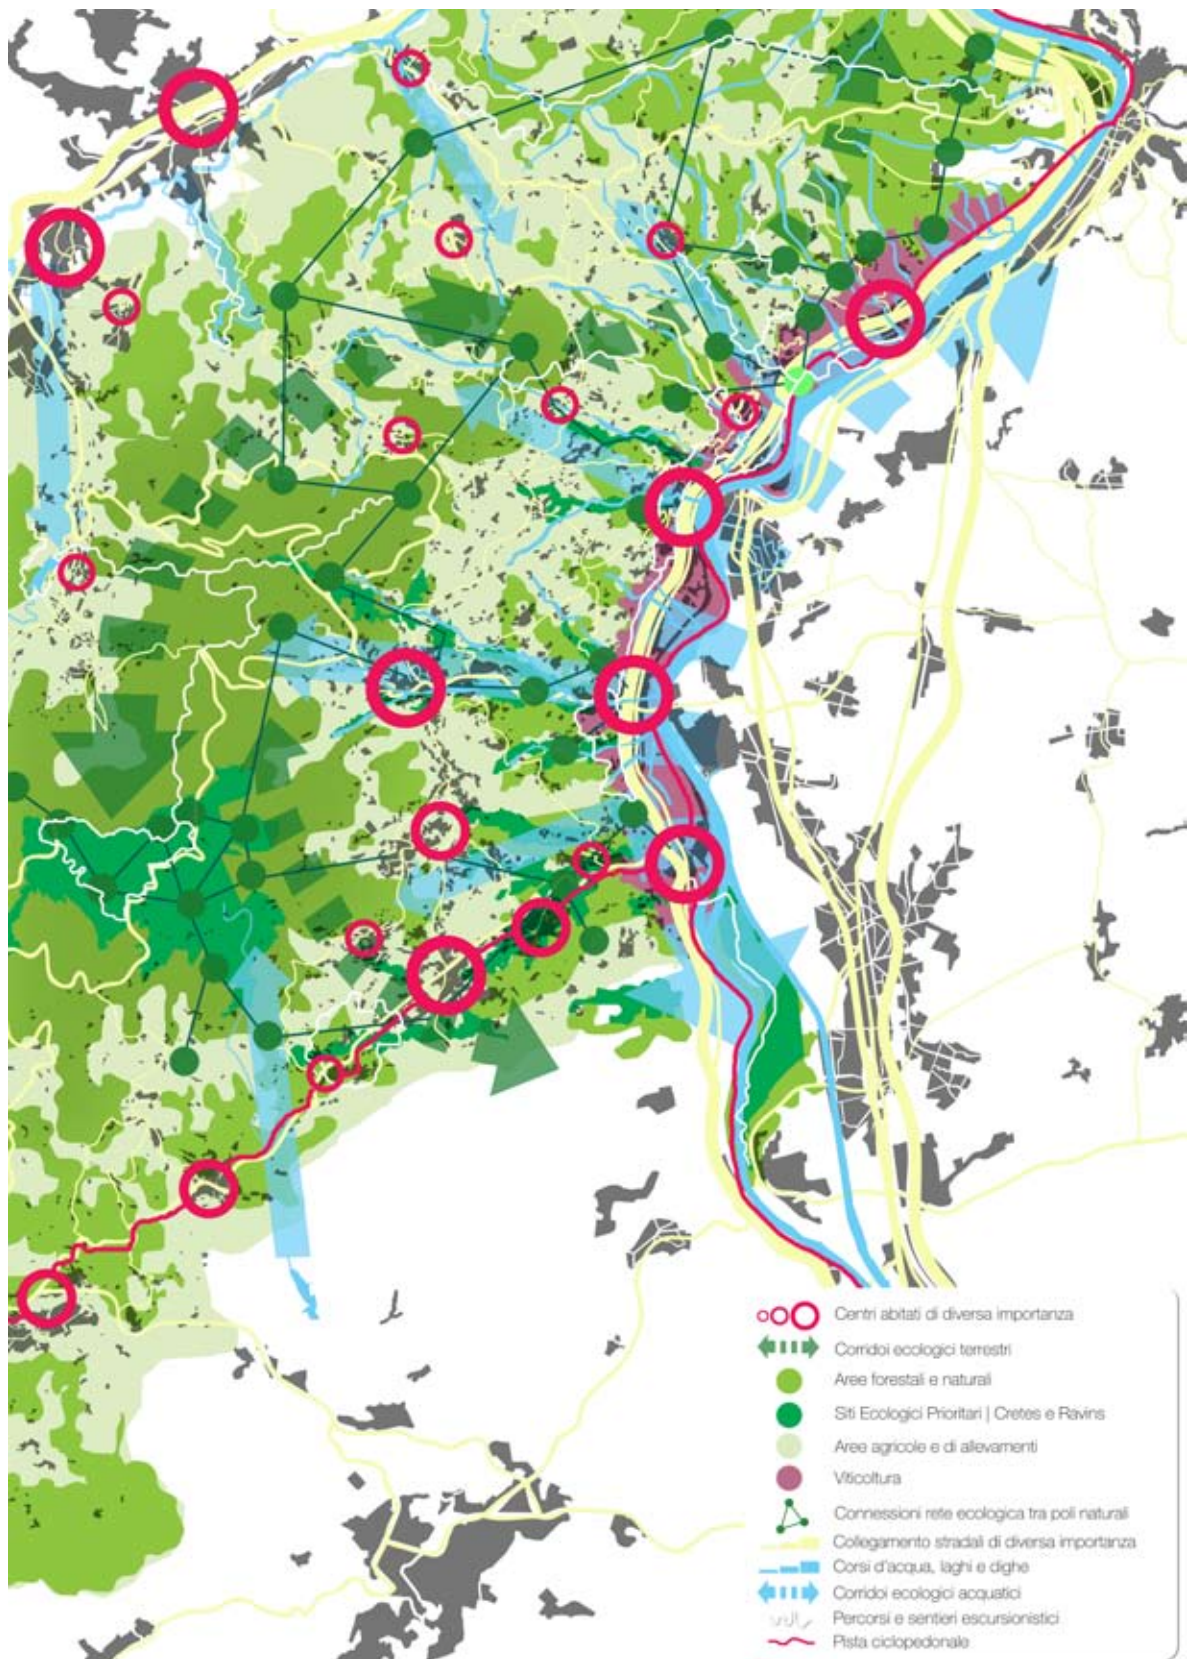 Centri abitati di diversa importanza
Corridoi ecologici terrestri
Aree forestali e naturali
Siti Ecologici Prioritari | Cretes e Ravins
Aree agricole e di allevamenti
Viticoltura
Connessioni rete ecologica tra poli naturali
Collegamento stradali di diversa importanza
Corsi d'acqua, laghi e dighe
Corridoi ecologici acquatici
Percorsi e sentieri escursionistici
Pista ciclopedonale